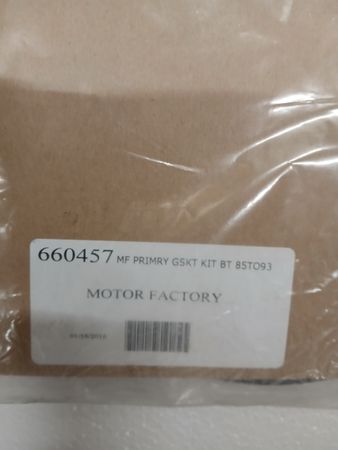 660457 MF PRIMRY GSKT KIT BT 85TO93
MOTOR FACTORY